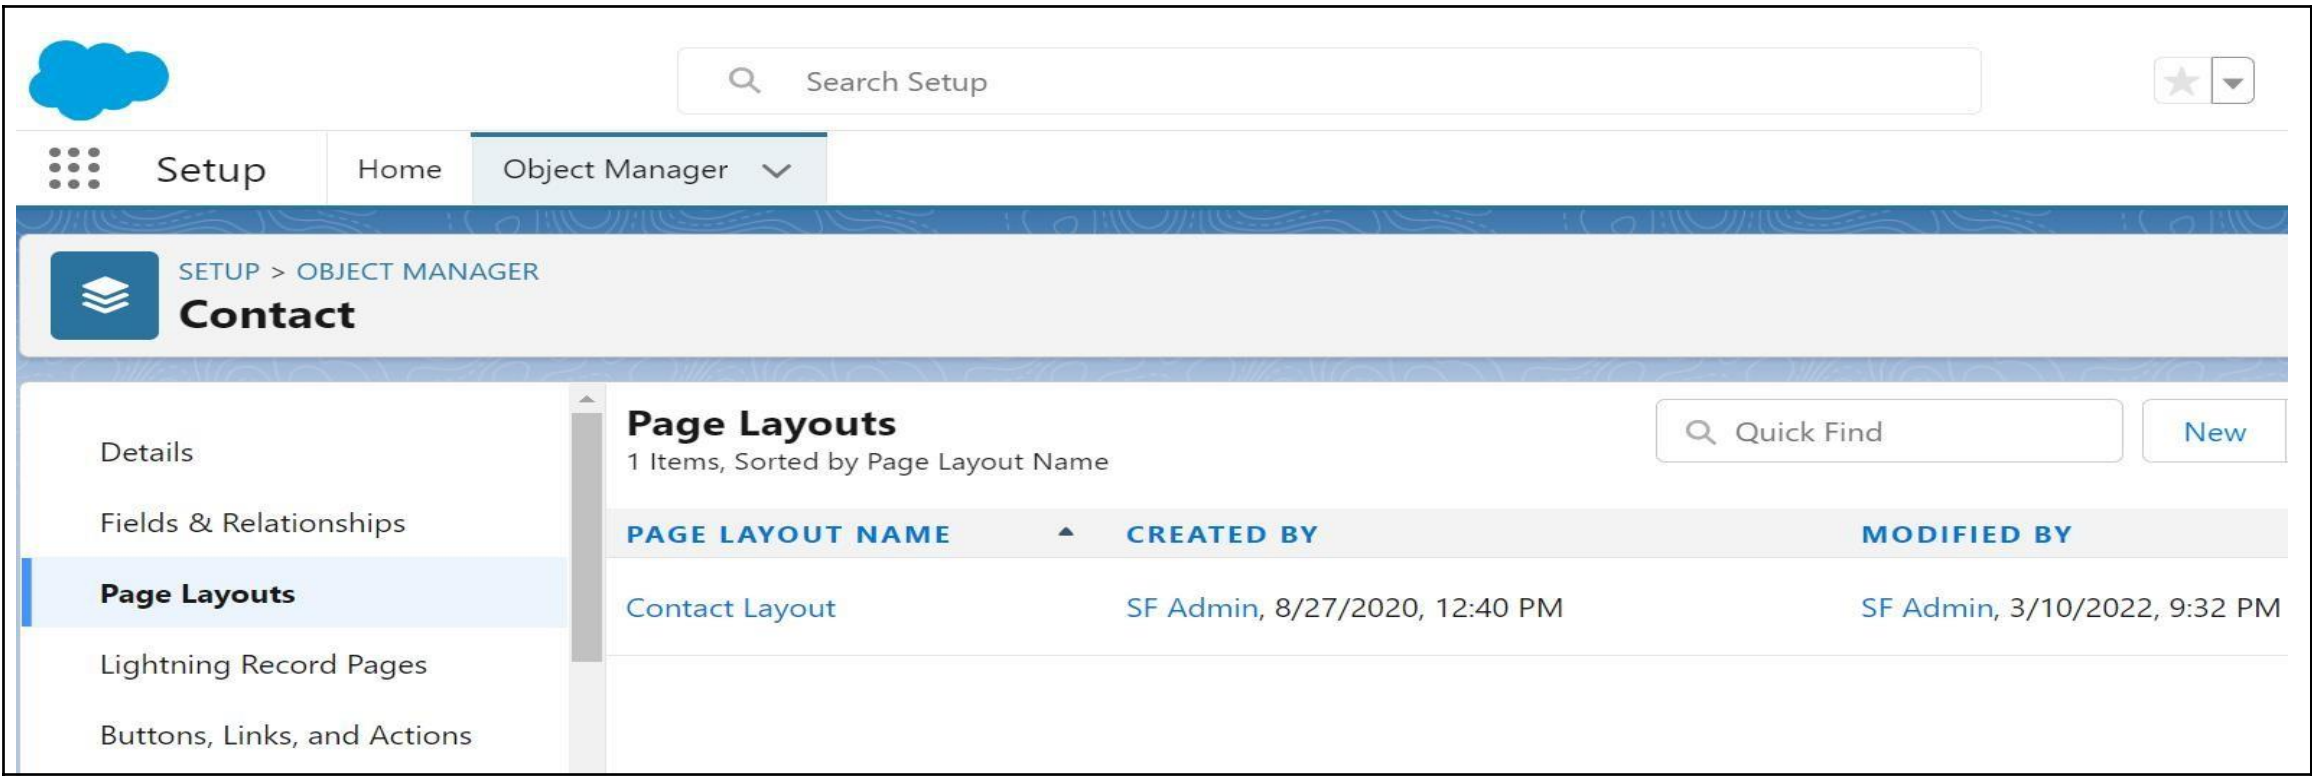 Search Setup
Setup Home Object Manager
SETUP > OBJECT MANAGER
Contact
Details
Fields & Relationships
Page Layouts
Lightning Record Pages
Buttons, Links, and Actions
Page Layouts
1 Items, Sorted by Page Layout Name
Quick Find
New
PAGE LAYOUT NAME CREATED BY MODIFIED BY
Contact Layout SF Admin, 8/27/2020, 12:40 PM SF Admin, 3/10/2022, 9:32 PM